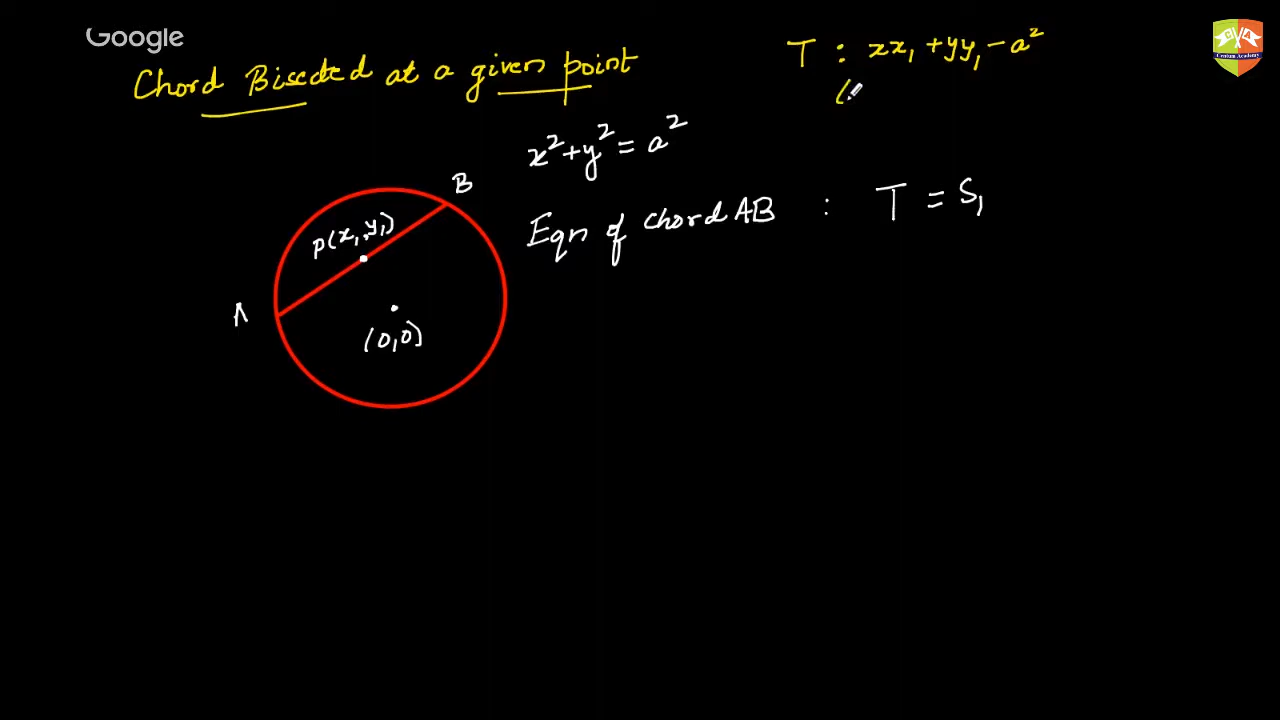 Google
Chord Bisected at a given point
T : xx₁ + yy₁ - a²
(
x² + y² = a²
B
P(x₁, y₁)
Eqn of chord AB : T = S₁
A
(0,0)